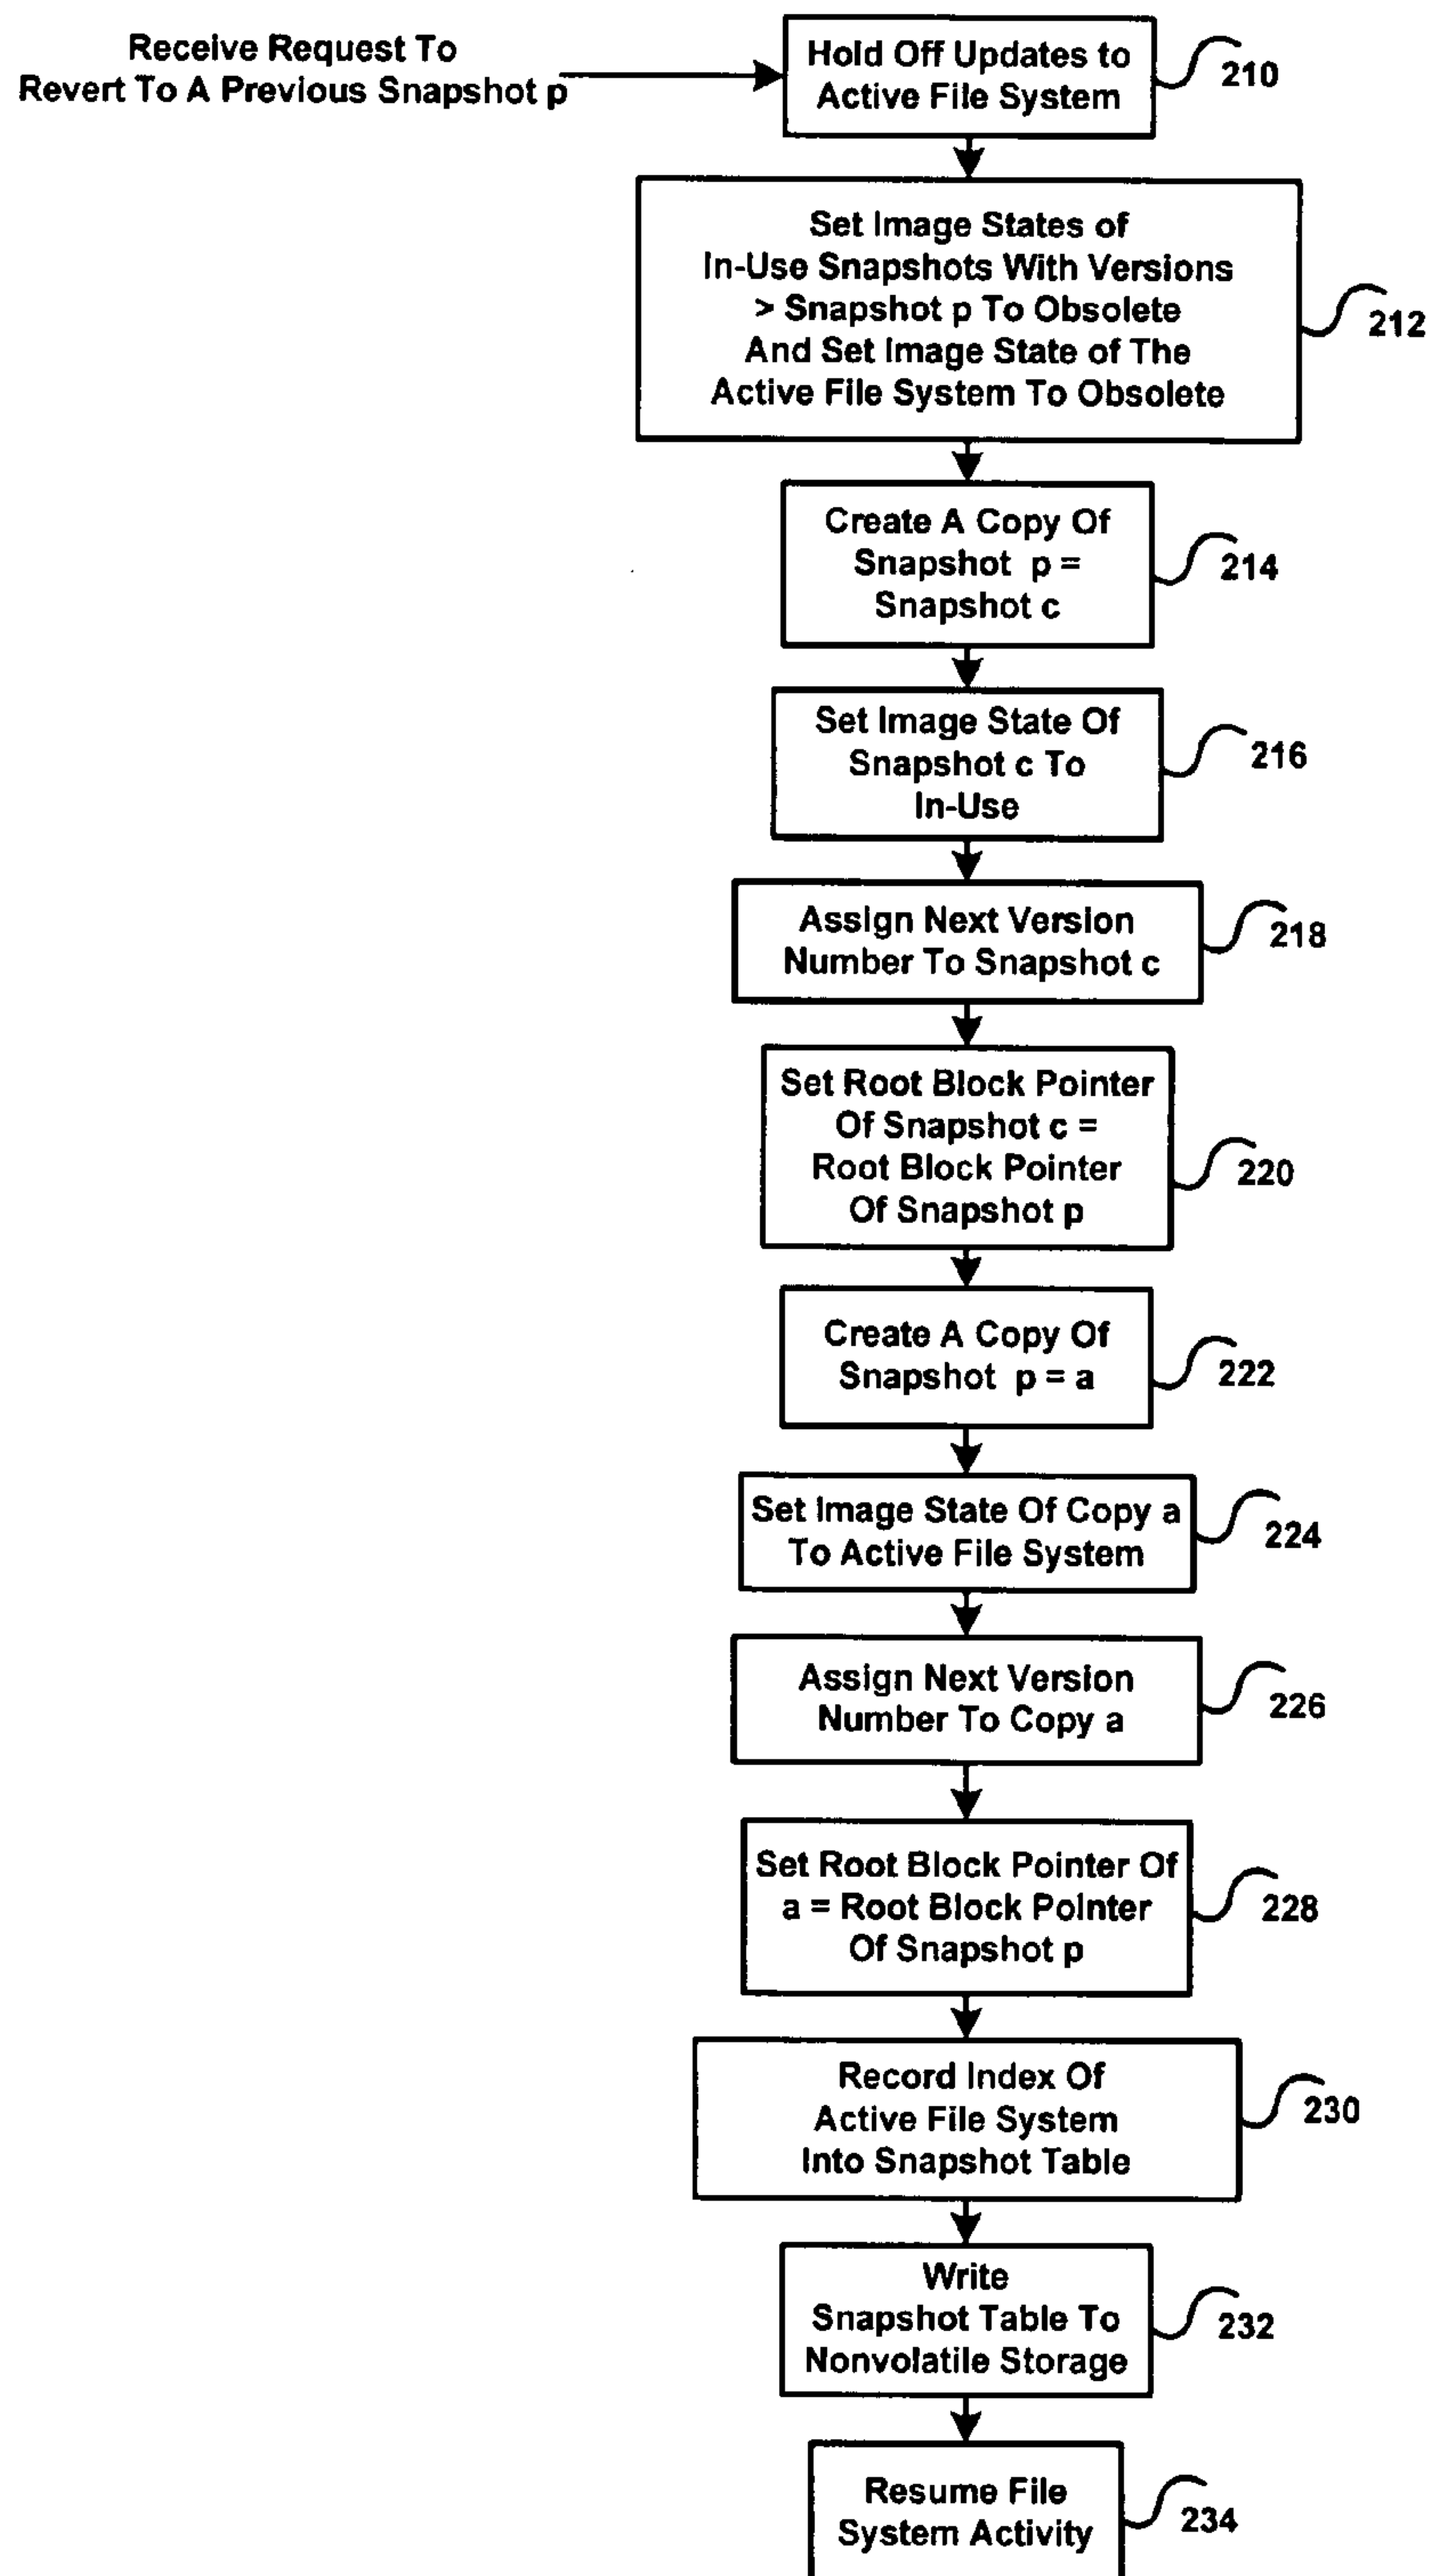 Receive Request To
Revert To A Previous Snapshot p
Hold Off Updates to
Active File System
210
Set Image States of
In-Use Snapshots With Versions
> Snapshot p To Obsolete
And Set Image State of The
Active File System To Obsolete
212
Create A Copy Of
Snapshot p =
Snapshot c
214
Set Image State Of
Snapshot c To
In-Use
216
Assign Next Version
Number To Snapshot c
218
Set Root Block Pointer
Of Snapshot c =
Root Block Pointer
Of Snapshot p
220
Create A Copy Of
Snapshot p = a
222
Set Image State Of Copy a
To Active File System
224
Assign Next Version
Number To Copy a
226
Set Root Block Pointer Of
a = Root Block Pointer
Of Snapshot p
228
Record Index Of
Active File System
Into Snapshot Table
230
Write
Snapshot Table To
Nonvolatile Storage
232
Resume File
System Activity
234